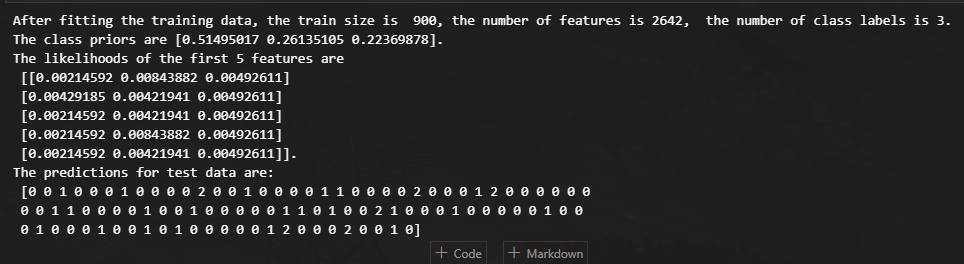 After fitting the training data, the train size is  900, the number of features is 2642,  the number of class labels is 3.
The class priors are [0.51495017 0.26135105 0.22369878].
The likelihoods of the first 5 features are
[[0.00214592 0.00843882 0.00492611]
[0.00429185 0.00421941 0.00492611]
[0.00214592 0.00421941 0.00492611]
[0.00214592 0.00843882 0.00492611]
[0.00214592 0.00421941 0.00492611]].
The predictions for test data are:
[0 0 1 0 0 0 1 0 0 0 0 2 0 0 1 0 0 0 0 1 1 0 0 0 0 2 0 0 0 1 2 0 0 0 0 0 0
0 0 1 1 0 0 0 0 1 0 0 1 0 0 0 0 0 1 1 0 1 0 0 2 1 0 0 0 1 0 0 0 0 0 1 0 0
0 1 0 0 0 1 0 0 1 0 1 0 0 0 0 0 1 2 0 0 0 2 0 0 1 0]
+ Code + Markdown